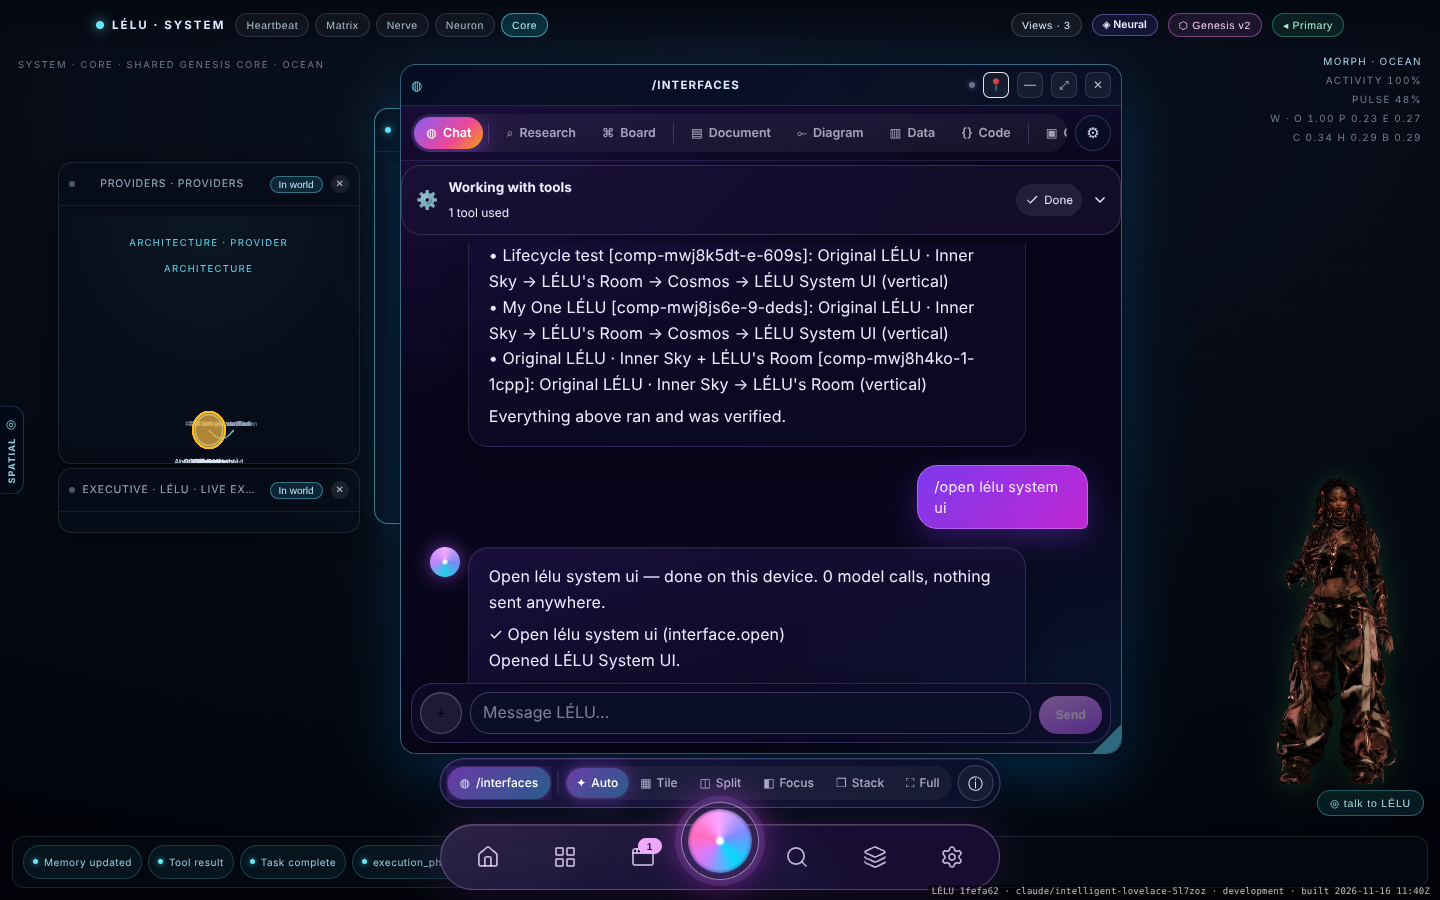 LÉLU · SYSTEM
Heartbeat
Matrix
Nerve
Neuron
Core
Views · 3
Neural
Genesis v2
Primary
SYSTEM · CORE · SHARED GENESIS CORE · OCEAN
MORPH · OCEAN
ACTIVITY 100%
PULSE 48%
W · O 1.00 P 0.23 E 0.27
C 0.34 H 0.29 B 0.29
/INTERFACES
Chat
Research
Board
Document
Diagram
Data
{} Code
Working with tools
1 tool used
✓ Done
PROVIDERS · PROVIDERS
In world
ARCHITECTURE · PROVIDER
ARCHITECTURE
EXECUTIVE · LÉLU · LIVE EX...
In world
SPATIAL
• Lifecycle test [comp-mwj8k5dt-e-609s]: Original LÉLU · Inner
Sky → LÉLU's Room → Cosmos → LÉLU System UI (vertical)
• My One LÉLU [comp-mwj8js6e-9-deds]: Original LÉLU · Inner
Sky → LÉLU's Room → Cosmos → LÉLU System UI (vertical)
• Original LÉLU · Inner Sky + LÉLU's Room [comp-mwj8h4ko-1-
1cpp]: Original LÉLU · Inner Sky → LÉLU's Room (vertical)
Everything above ran and was verified.
/open lélu system
ui
Open lélu system ui — done on this device. 0 model calls, nothing
sent anywhere.
✓ Open lélu system ui (interface.open)
Opened LÉLU System UI.
Message LÉLU...
Send
talk to LÉLU
/interfaces
Auto
Tile
Split
Focus
Stack
Full
1
Memory updated
Tool result
Task complete
execution_ph
LÉLU 1fefa62 · claude/intelligent-lovelace-5l7zoz · development · built 2026-11-16 11:40Z